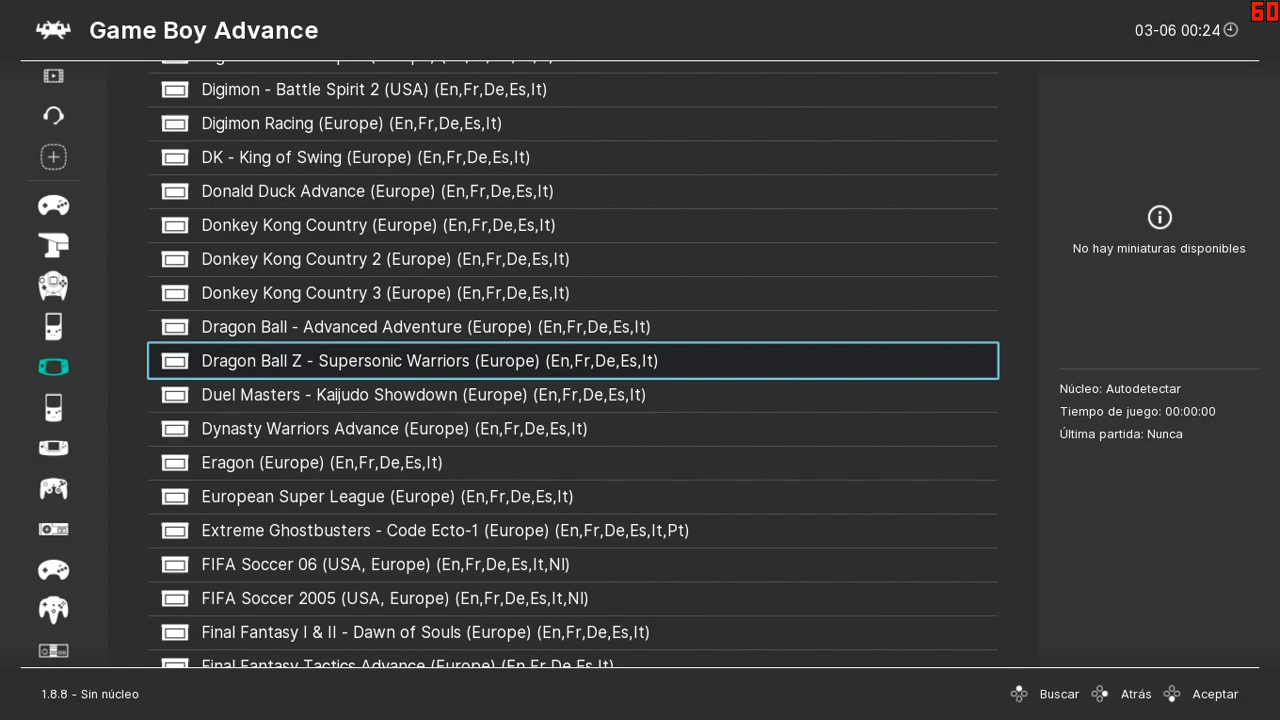 Game Boy Advance
03-06 00:24
60
Digimon - Battle Spirit 2 (USA) (En,Fr,De,Es,It)
Digimon Racing (Europe) (En,Fr,De,Es,It)
DK - King of Swing (Europe) (En,Fr,De,Es,It)
Donald Duck Advance (Europe) (En,Fr,De,Es,It)
Donkey Kong Country (Europe) (En,Fr,De,Es,It)
Donkey Kong Country 2 (Europe) (En,Fr,De,Es,It)
Donkey Kong Country 3 (Europe) (En,Fr,De,Es,It)
Dragon Ball - Advanced Adventure (Europe) (En,Fr,De,Es,It)
Dragon Ball Z - Supersonic Warriors (Europe) (En,Fr,De,Es,It)
Duel Masters - Kaijudo Showdown (Europe) (En,Fr,De,Es,It)
Dynasty Warriors Advance (Europe) (En,Fr,De,Es,It)
Eragon (Europe) (En,Fr,De,Es,It)
European Super League (Europe) (En,Fr,De,Es,It)
Extreme Ghostbusters - Code Ecto-1 (Europe) (En,Fr,De,Es,It,Pt)
FIFA Soccer 06 (USA, Europe) (En,Fr,De,Es,It,Nl)
FIFA Soccer 2005 (USA, Europe) (En,Fr,De,Es,It,Nl)
Final Fantasy I & II - Dawn of Souls (Europe) (En,Fr,De,Es,It)
Final Fantasy Tactics Advance (Europe) (En,Fr,De,Es,It)
No hay miniaturas disponibles
Núcleo: Autodetectar
Tiempo de juego: 00:00:00
Última partida: Nunca
1.8.8 - Sin núcleo
Buscar
Atrás
Aceptar